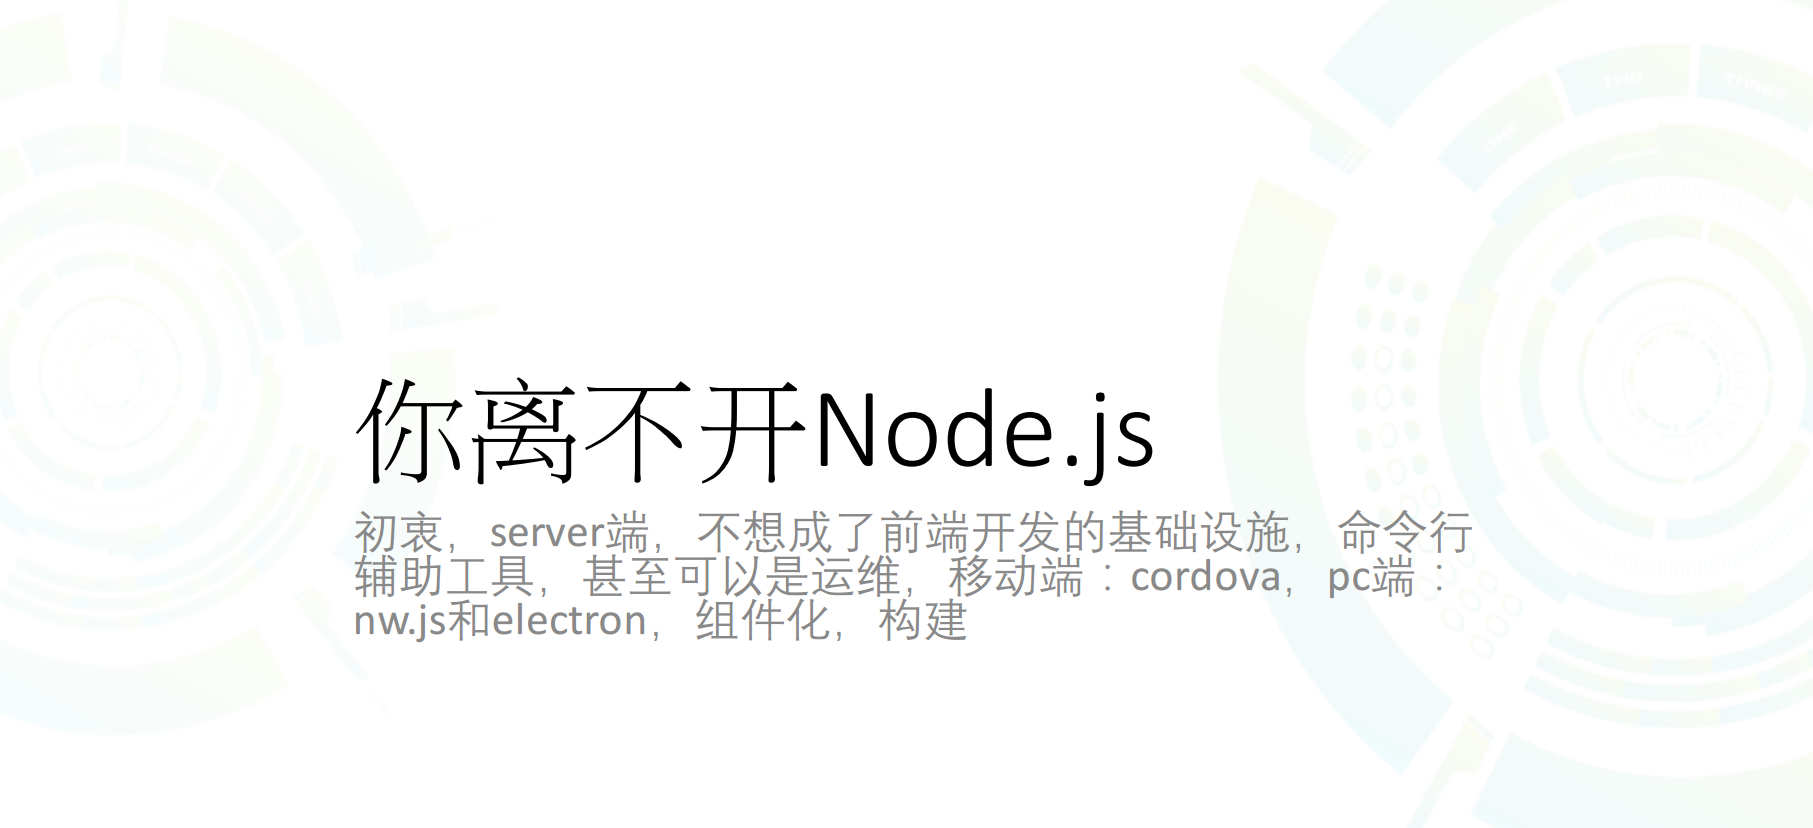 TWO
THREE
ONE
你离不开Node.js
初衷，server端，不想成了前端开发的基础设施，命令行
辅助工具，甚至可以是运维，移动端：cordova，pc端：
nw.js和electron，组件化，构建